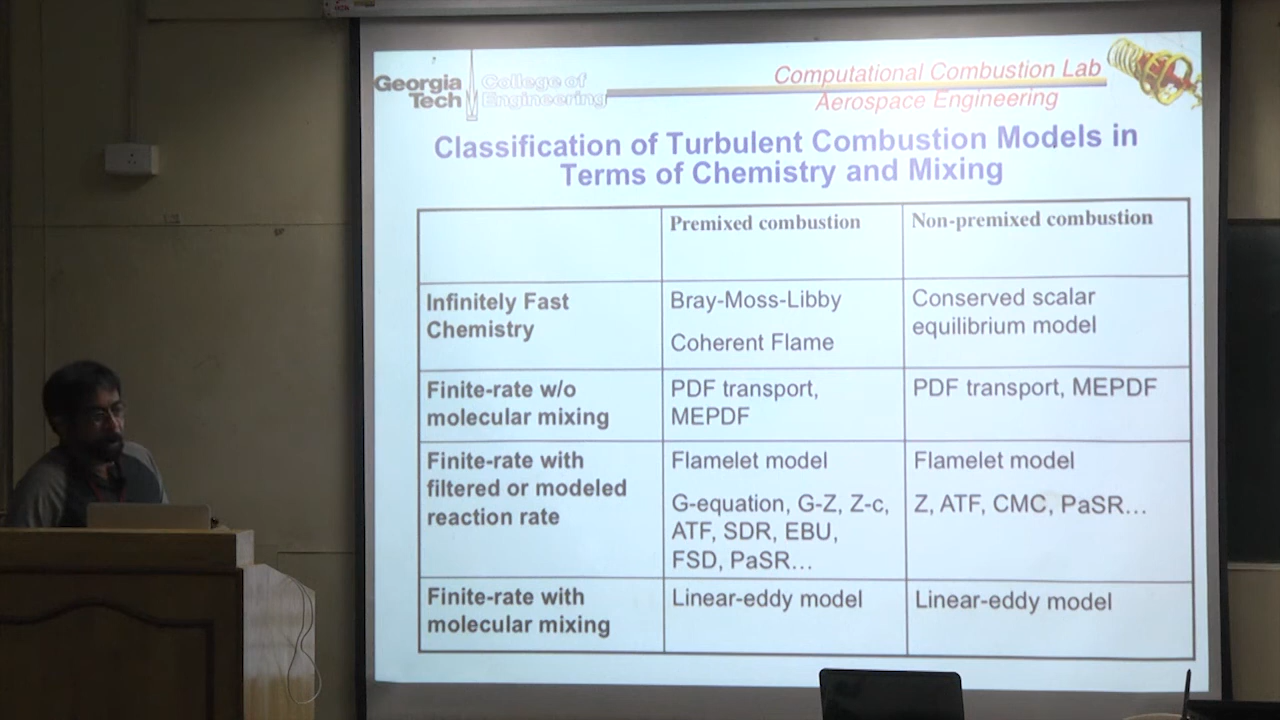 Georgia Tech
College of Engineering
Computational Combustion Lab
Aerospace Engineering
Classification of Turbulent Combustion Models in
Terms of Chemistry and Mixing
Premixed combustion
Non-premixed combustion
Infinitely Fast
Chemistry
Bray-Moss-Libby
Coherent Flame
Conserved scalar
equilibrium model
Finite-rate w/o
molecular mixing
PDF transport,
MEPDF
PDF transport, MEPDF
Finite-rate with
filtered or modeled
reaction rate
Flamelet model
G-equation, G-Z, Z-c,
ATF, SDR, EBU,
FSD, PaSR…
Flamelet model
Z, ATF, CMC, PaSR…
Finite-rate with
molecular mixing
Linear-eddy model
Linear-eddy model